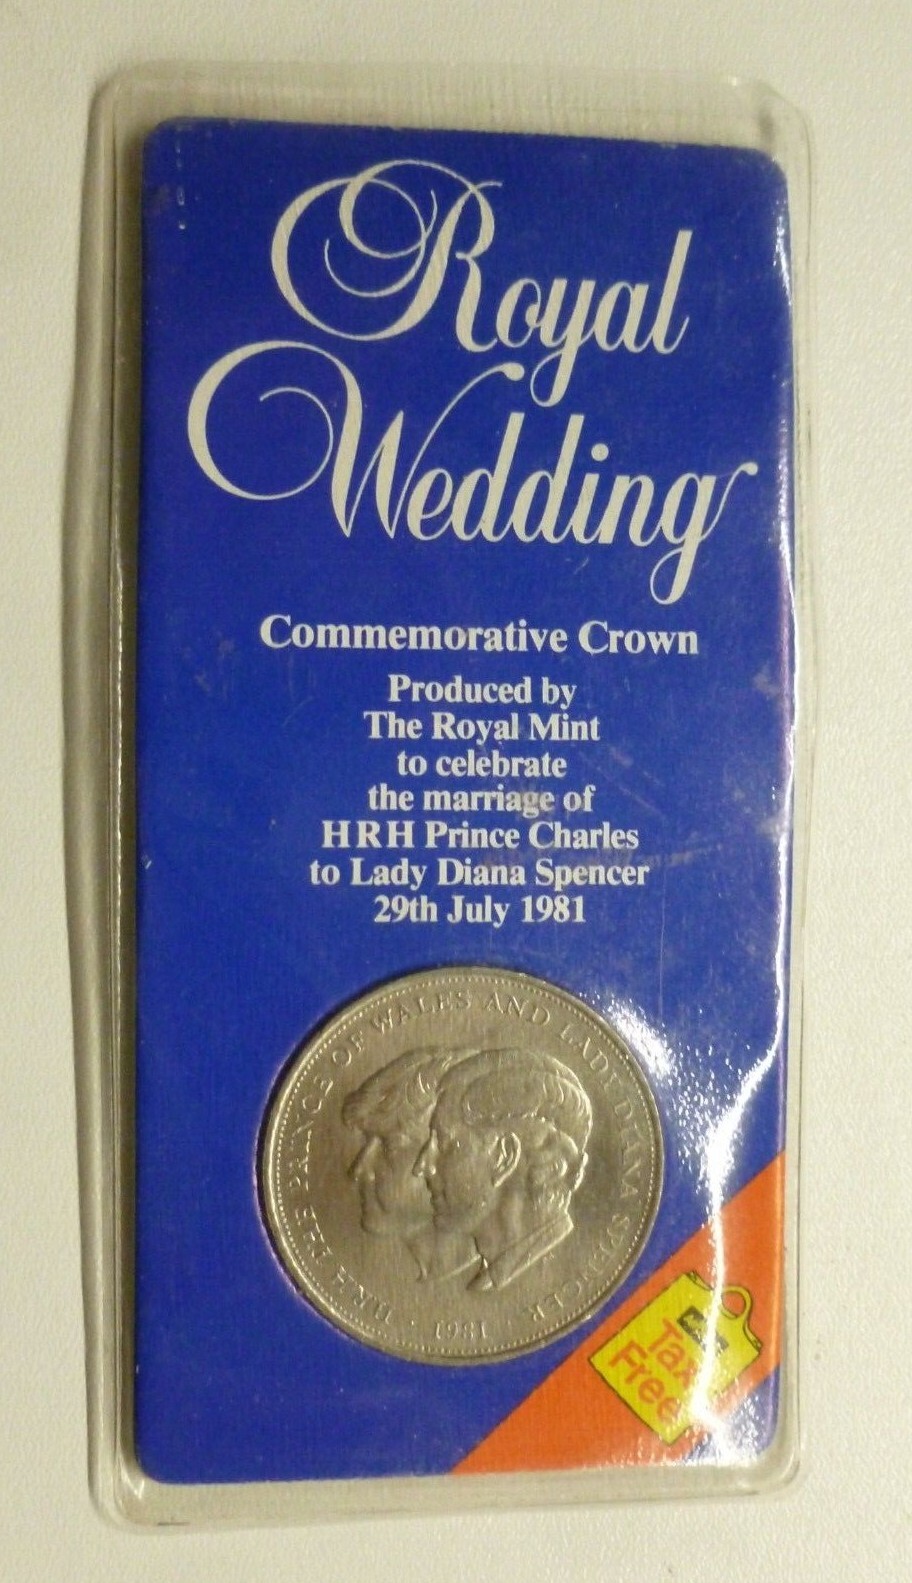 Royal
Wedding
Commemorative Crown
Produced by
The Royal Mint
to celebrate
the marriage of
HRH Prince Charles
to Lady Diana Spencer
29th July 1981
H.R.H. THE PRINCE OF WALES AND LADY DIANA SPENCER
· 1981 ·
Tax
Free